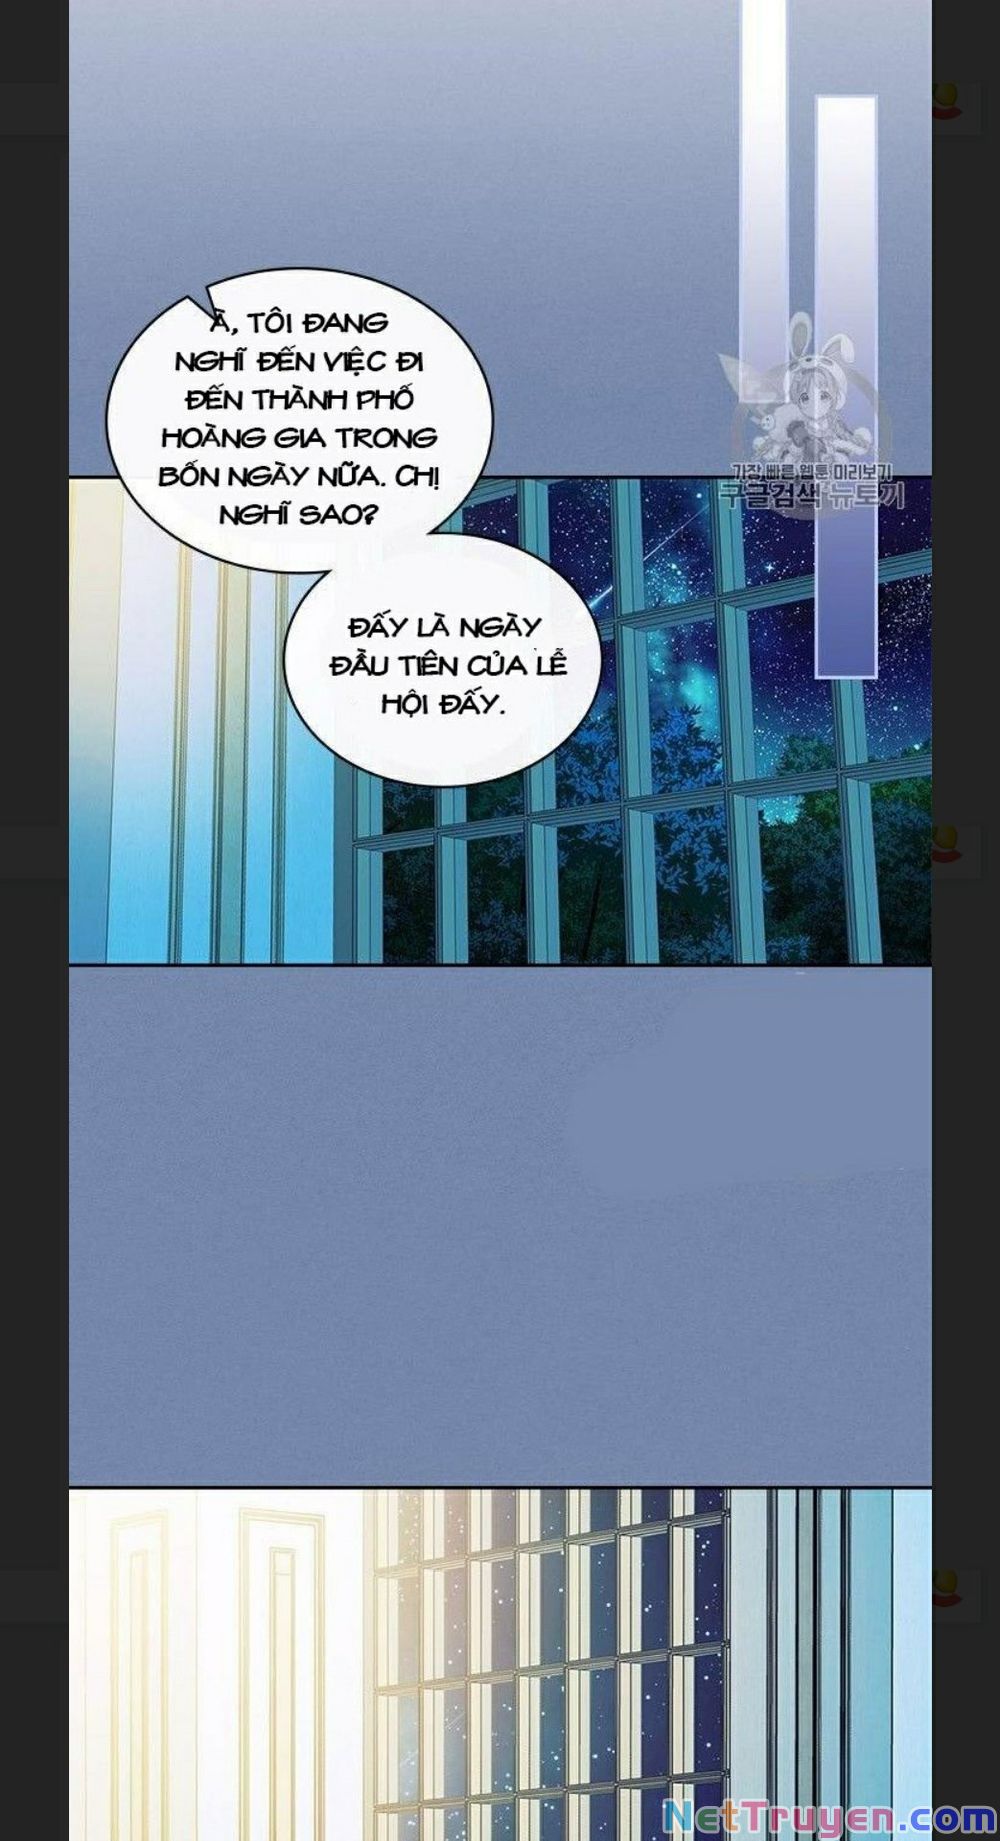 À, TÔI ĐANG
NGHĨ ĐẾN VIỆC ĐI
ĐẾN THÀNH PHỐ
HOÀNG GIA TRONG
BỐN NGÀY NỮA. CHỊ
NGHĨ SAO?
가장 빠른 웹툰 미리보기
구글검색 뉴토끼
ĐẤY LÀ NGÀY
ĐẦU TIÊN CỦA LỄ
HỘI ĐẤY.
NetTruyen.com